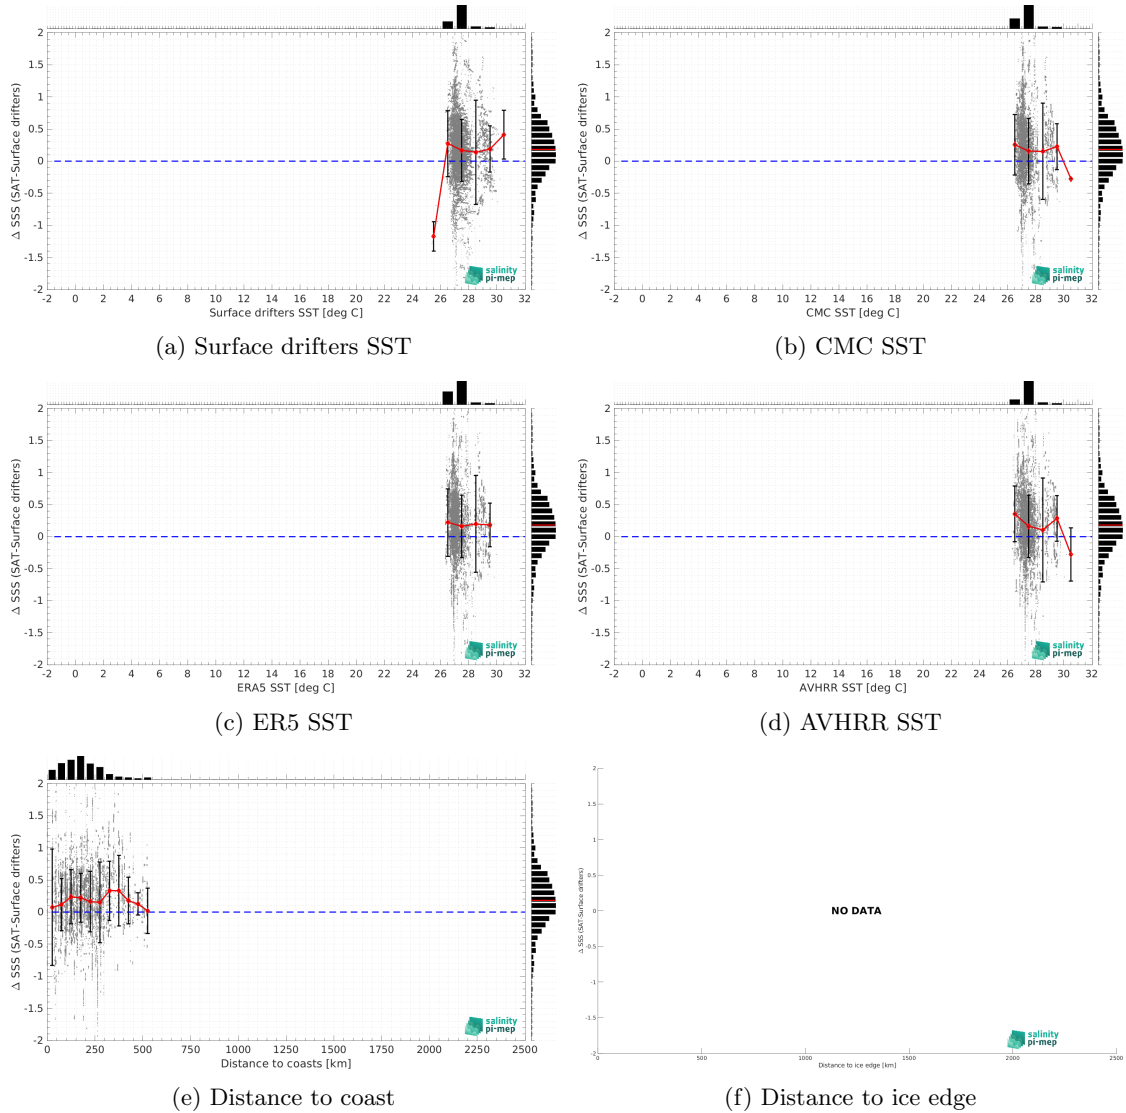 2
1.5
1
0.5
0
-0.5
-1
-1.5
-2
Δ SSS (SAT-Surface drifters)
-2 0 2 4 6 8 10 12 14 16 18 20 22 24 26 28 30 32
Surface drifters SST [deg C]
salinity
pi-mep
(a) Surface drifters SST
2
1.5
1
0.5
0
-0.5
-1
-1.5
-2
Δ SSS (SAT-Surface drifters)
-2 0 2 4 6 8 10 12 14 16 18 20 22 24 26 28 30 32
CMC SST [deg C]
salinity
pi-mep
(b) CMC SST
2
1.5
1
0.5
0
-0.5
-1
-1.5
-2
Δ SSS (SAT-Surface drifters)
-2 0 2 4 6 8 10 12 14 16 18 20 22 24 26 28 30 32
ERA5 SST [deg C]
salinity
pi-mep
(c) ER5 SST
2
1.5
1
0.5
0
-0.5
-1
-1.5
-2
Δ SSS (SAT-Surface drifters)
-2 0 2 4 6 8 10 12 14 16 18 20 22 24 26 28 30 32
AVHRR SST [deg C]
salinity
pi-mep
(d) AVHRR SST
2
1.5
1
0.5
0
-0.5
-1
-1.5
-2
Δ SSS (SAT-Surface drifters)
0 250 500 750 1000 1250 1500 1750 2000 2250 2500
Distance to coasts [km]
salinity
pi-mep
(e) Distance to coast
2
1.5
1
0.5
0
-0.5
-1
-1.5
-2
Δ SSS (SAT-Surface drifters)
NO DATA
0 500 1000 1500 2000 2500
Distance to ice edge [km]
salinity
pi-mep
(f) Distance to ice edge